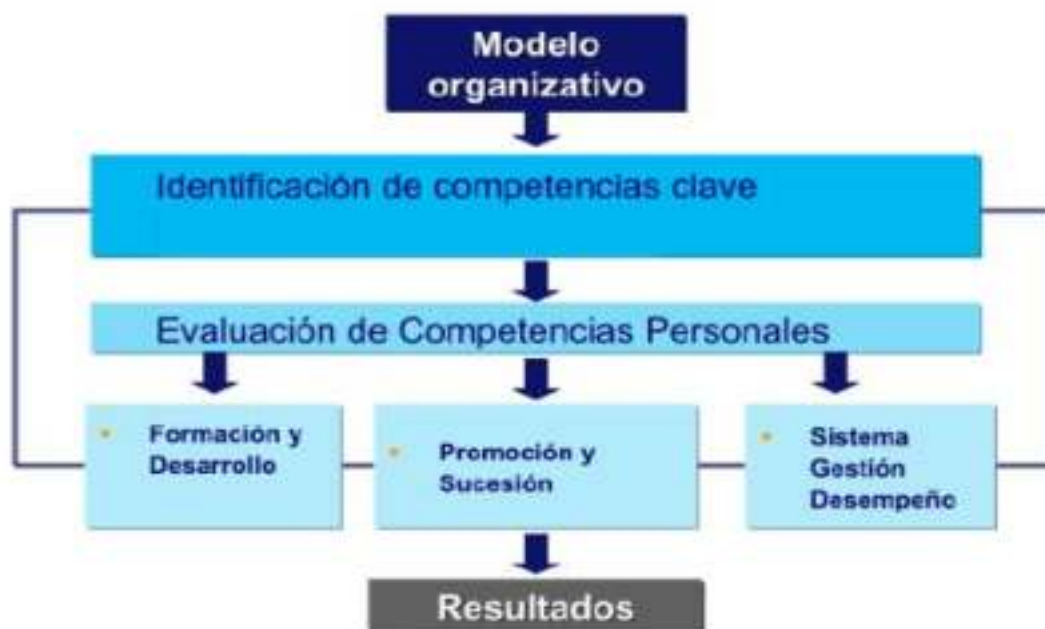 Modelo
organizativo
Identificación de competencias clave
Evaluación de Competencias Personales
• Formación y
Desarrollo
• Promoción y
Sucesión
• Sistema
Gestión
Desempeño
Resultados